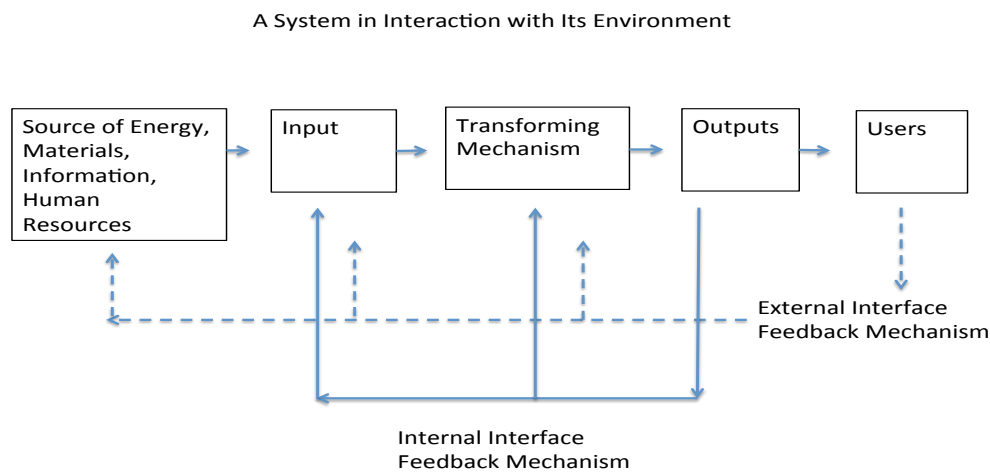 A System in Interaction with Its Environment
Source of Energy,
Materials,
Information,
Human
Resources
Input
Transforming
Mechanism
Outputs
Users
External Interface
Feedback Mechanism
Internal Interface
Feedback Mechanism